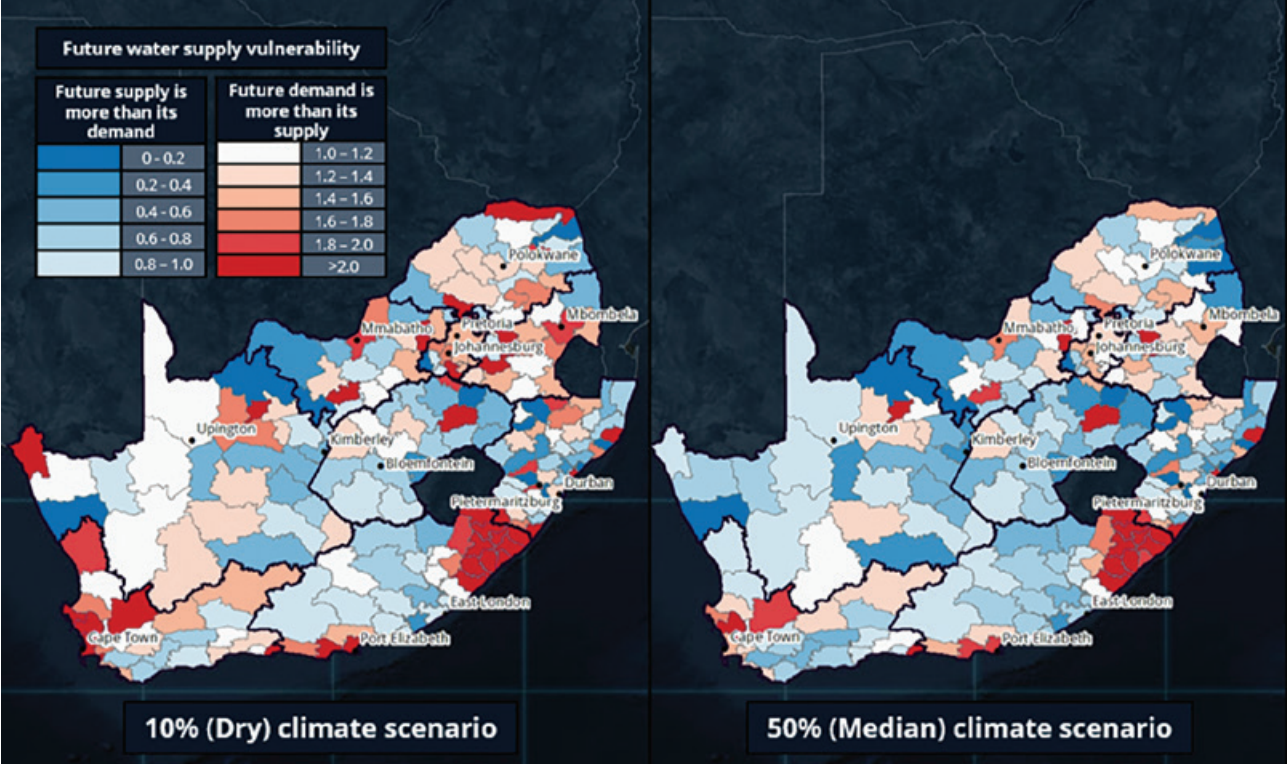 Future water supply vulnerability
Future supply is
more than its
demand
0 - 0.2
0.2 - 0.4
0.4 - 0.6
0.6 - 0.8
0.8 – 1.0
Future demand is
more than its
supply
1.0 – 1.2
1.2 – 1.4
1.4 – 1.6
1.6 – 1.8
1.8 – 2.0
>2.0
Polokwane
Mbombela
Mmabatho
Pretoria
Johannesburg
Upington
Kimberley
Bloemfontein
Durban
Pietermaritzburg
East London
Cape Town
Port Elizabeth
10% (Dry) climate scenario
Polokwane
Mbombela
Mmabatho
Pretoria
Johannesburg
Upington
Kimberley
Bloemfontein
Durban
Pietermaritzburg
East London
Cape Town
Port Elizabeth
50% (Median) climate scenario